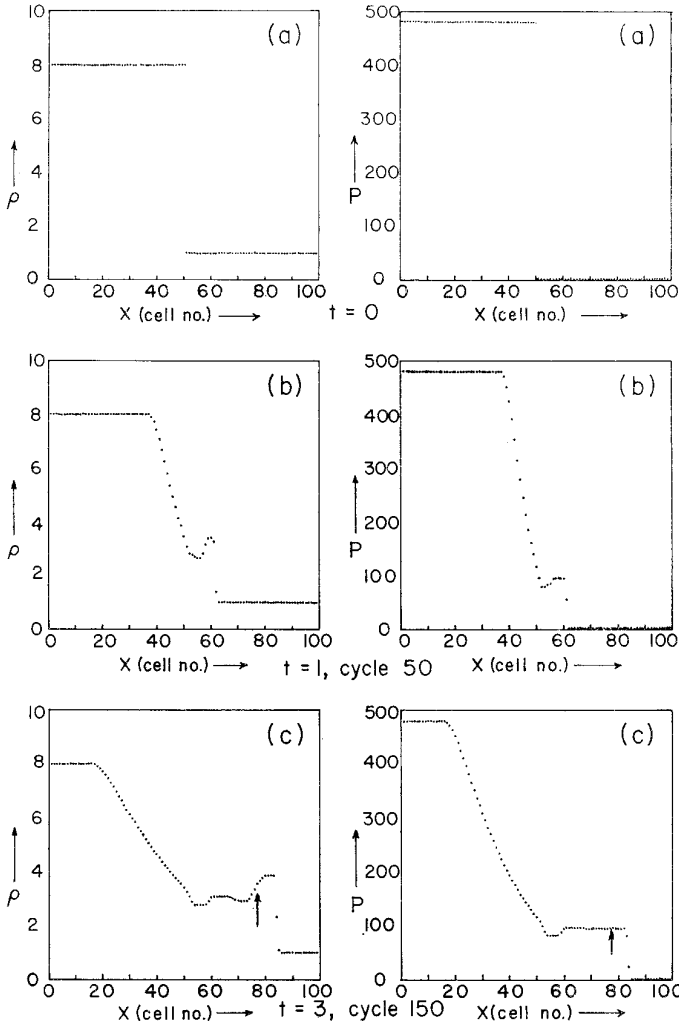 10 (a) 500 (a)
8 400
6 300
ρ 4 P 200
2 100
0 0
0 20 40 60 80 100 0 20 40 60 80 100
X (cell no.) t = 0 X (cell no.)
10 (b) 500 (b)
8 400
6 300
ρ 4 P 200
2 100
0 0
0 20 40 60 80 100 0 20 40 60 80 100
X (cell no.) t = 1, cycle 50 X (cell no.)
10 (c) 500 (c)
8 400
6 300
ρ 4 P 200
2 100
0 0
0 20 40 60 80 100 0 20 40 60 80 100
X (cell no.) t = 3, cycle 150 X(cell no.)